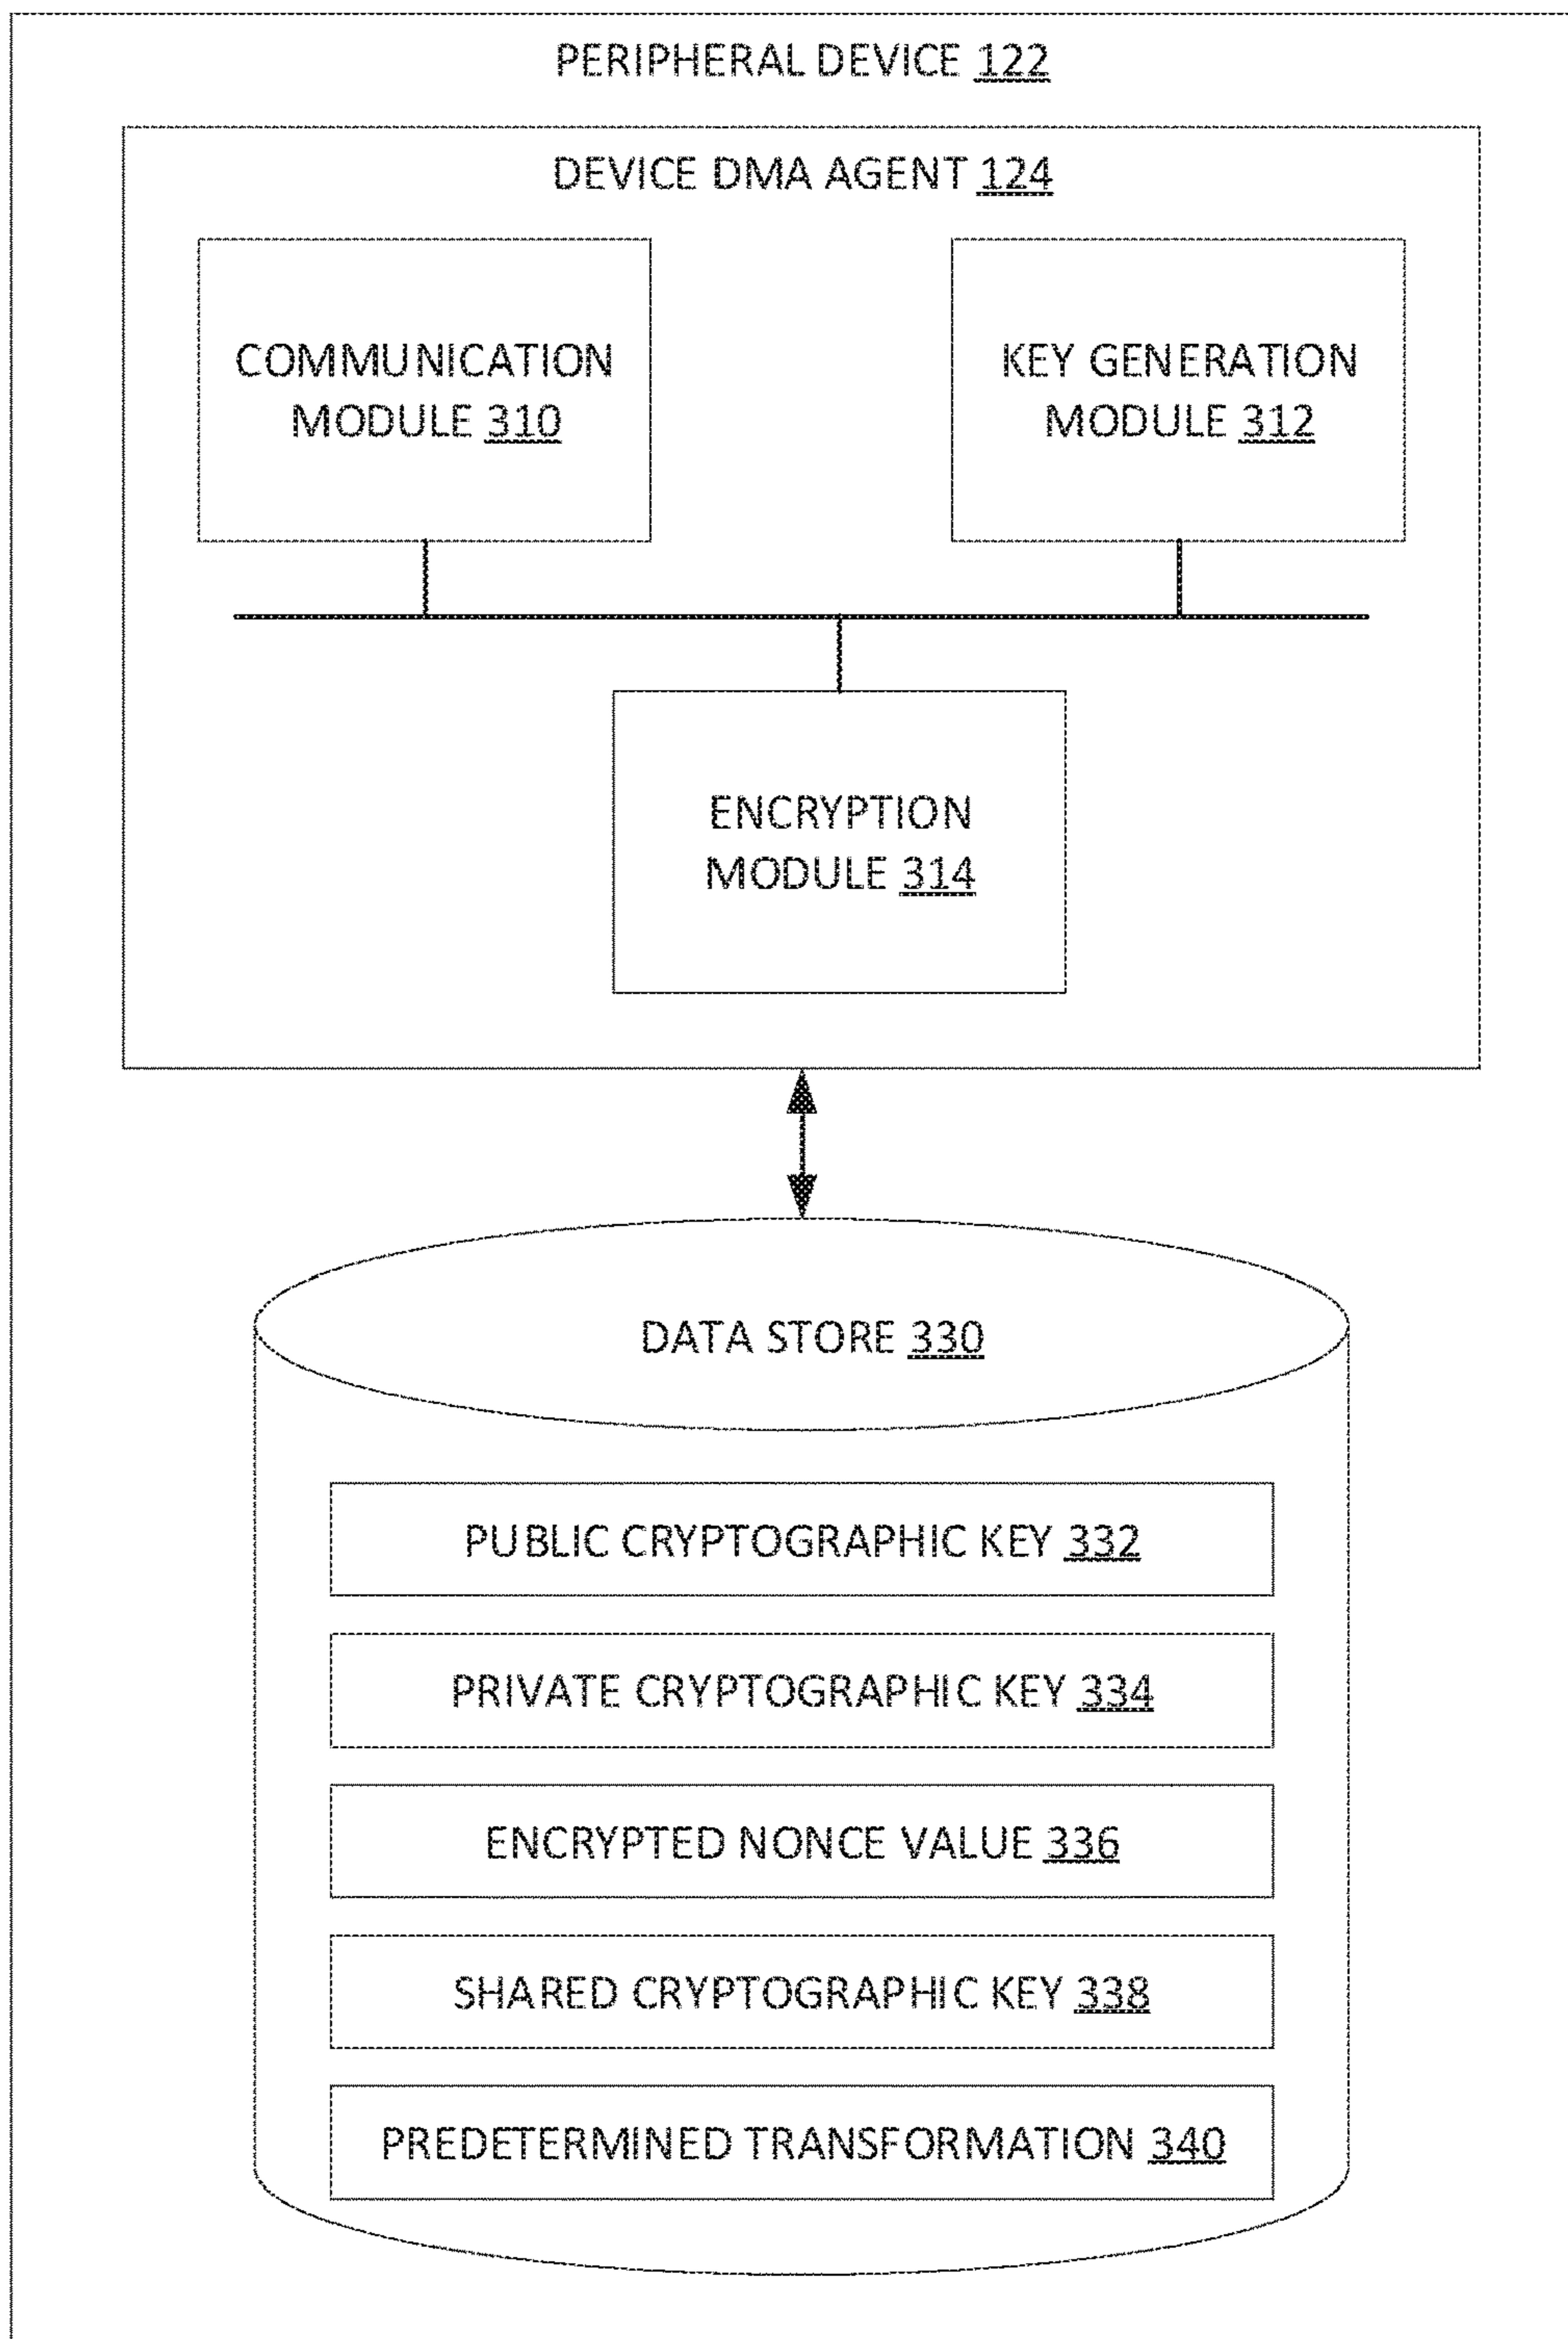 PERIPHERAL DEVICE 122
DEVICE DMA AGENT 124
COMMUNICATION
MODULE 310
KEY GENERATION
MODULE 312
ENCRYPTION
MODULE 314
DATA STORE 330
PUBLIC CRYPTOGRAPHIC KEY 332
PRIVATE CRYPTOGRAPHIC KEY 334
ENCRYPTED NONCE VALUE 336
SHARED CRYPTOGRAPHIC KEY 338
PREDETERMINED TRANSFORMATION 340